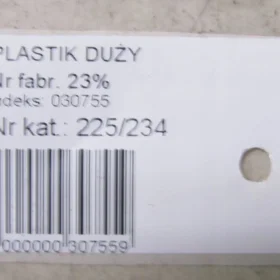 PLASTIK DUŻY
Nr fabr. 23%
ndeks: 030755
Nr kat.: 225/234
000000 307559